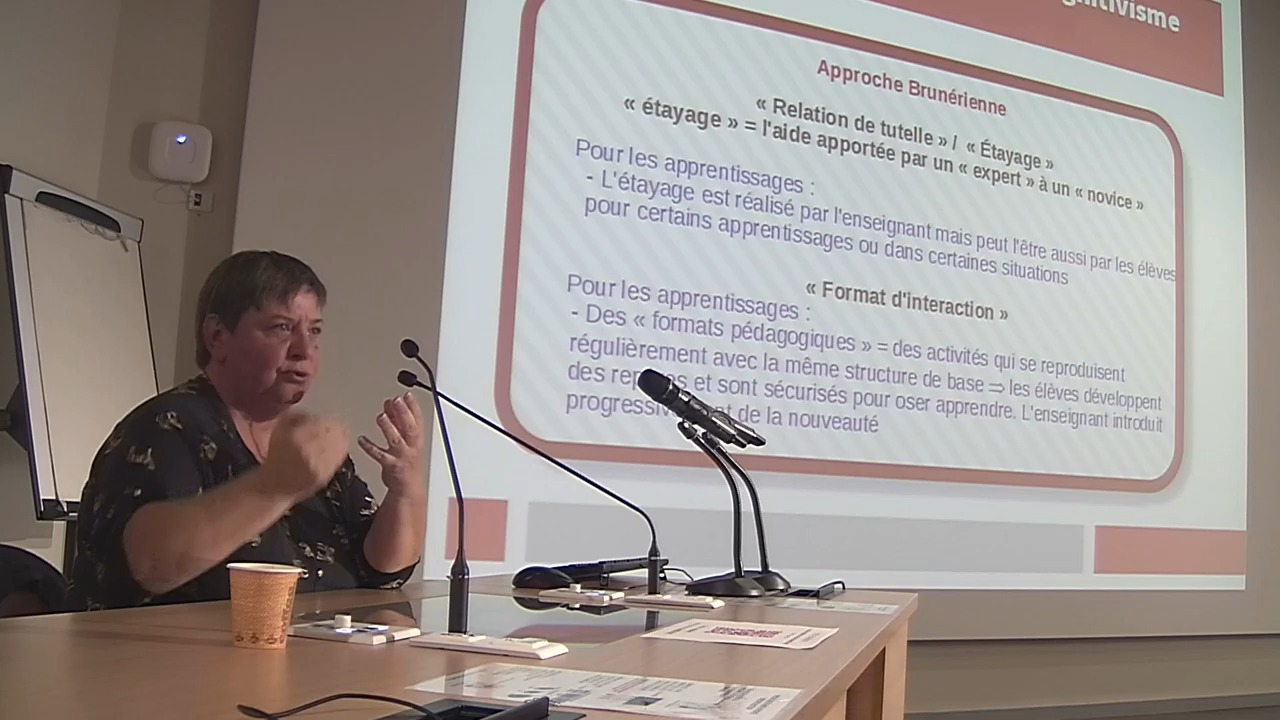 Approche Brunérienne
« Relation de tutelle » / « Étayage »
« étayage » = l'aide apportée par un « expert » à un « novice »
Pour les apprentissages :
- L'étayage est réalisé par l'enseignant mais peut l'être aussi par les élèves
pour certains apprentissages ou dans certaines situations
« Format d'interaction »
Pour les apprentissages :
- Des « formats pédagogiques » = des activités qui se reproduisent
régulièrement avec la même structure de base ⇒ les élèves développent
des et sont sécurisés pour oser apprendre. L'enseignant introduit
de la nouveauté